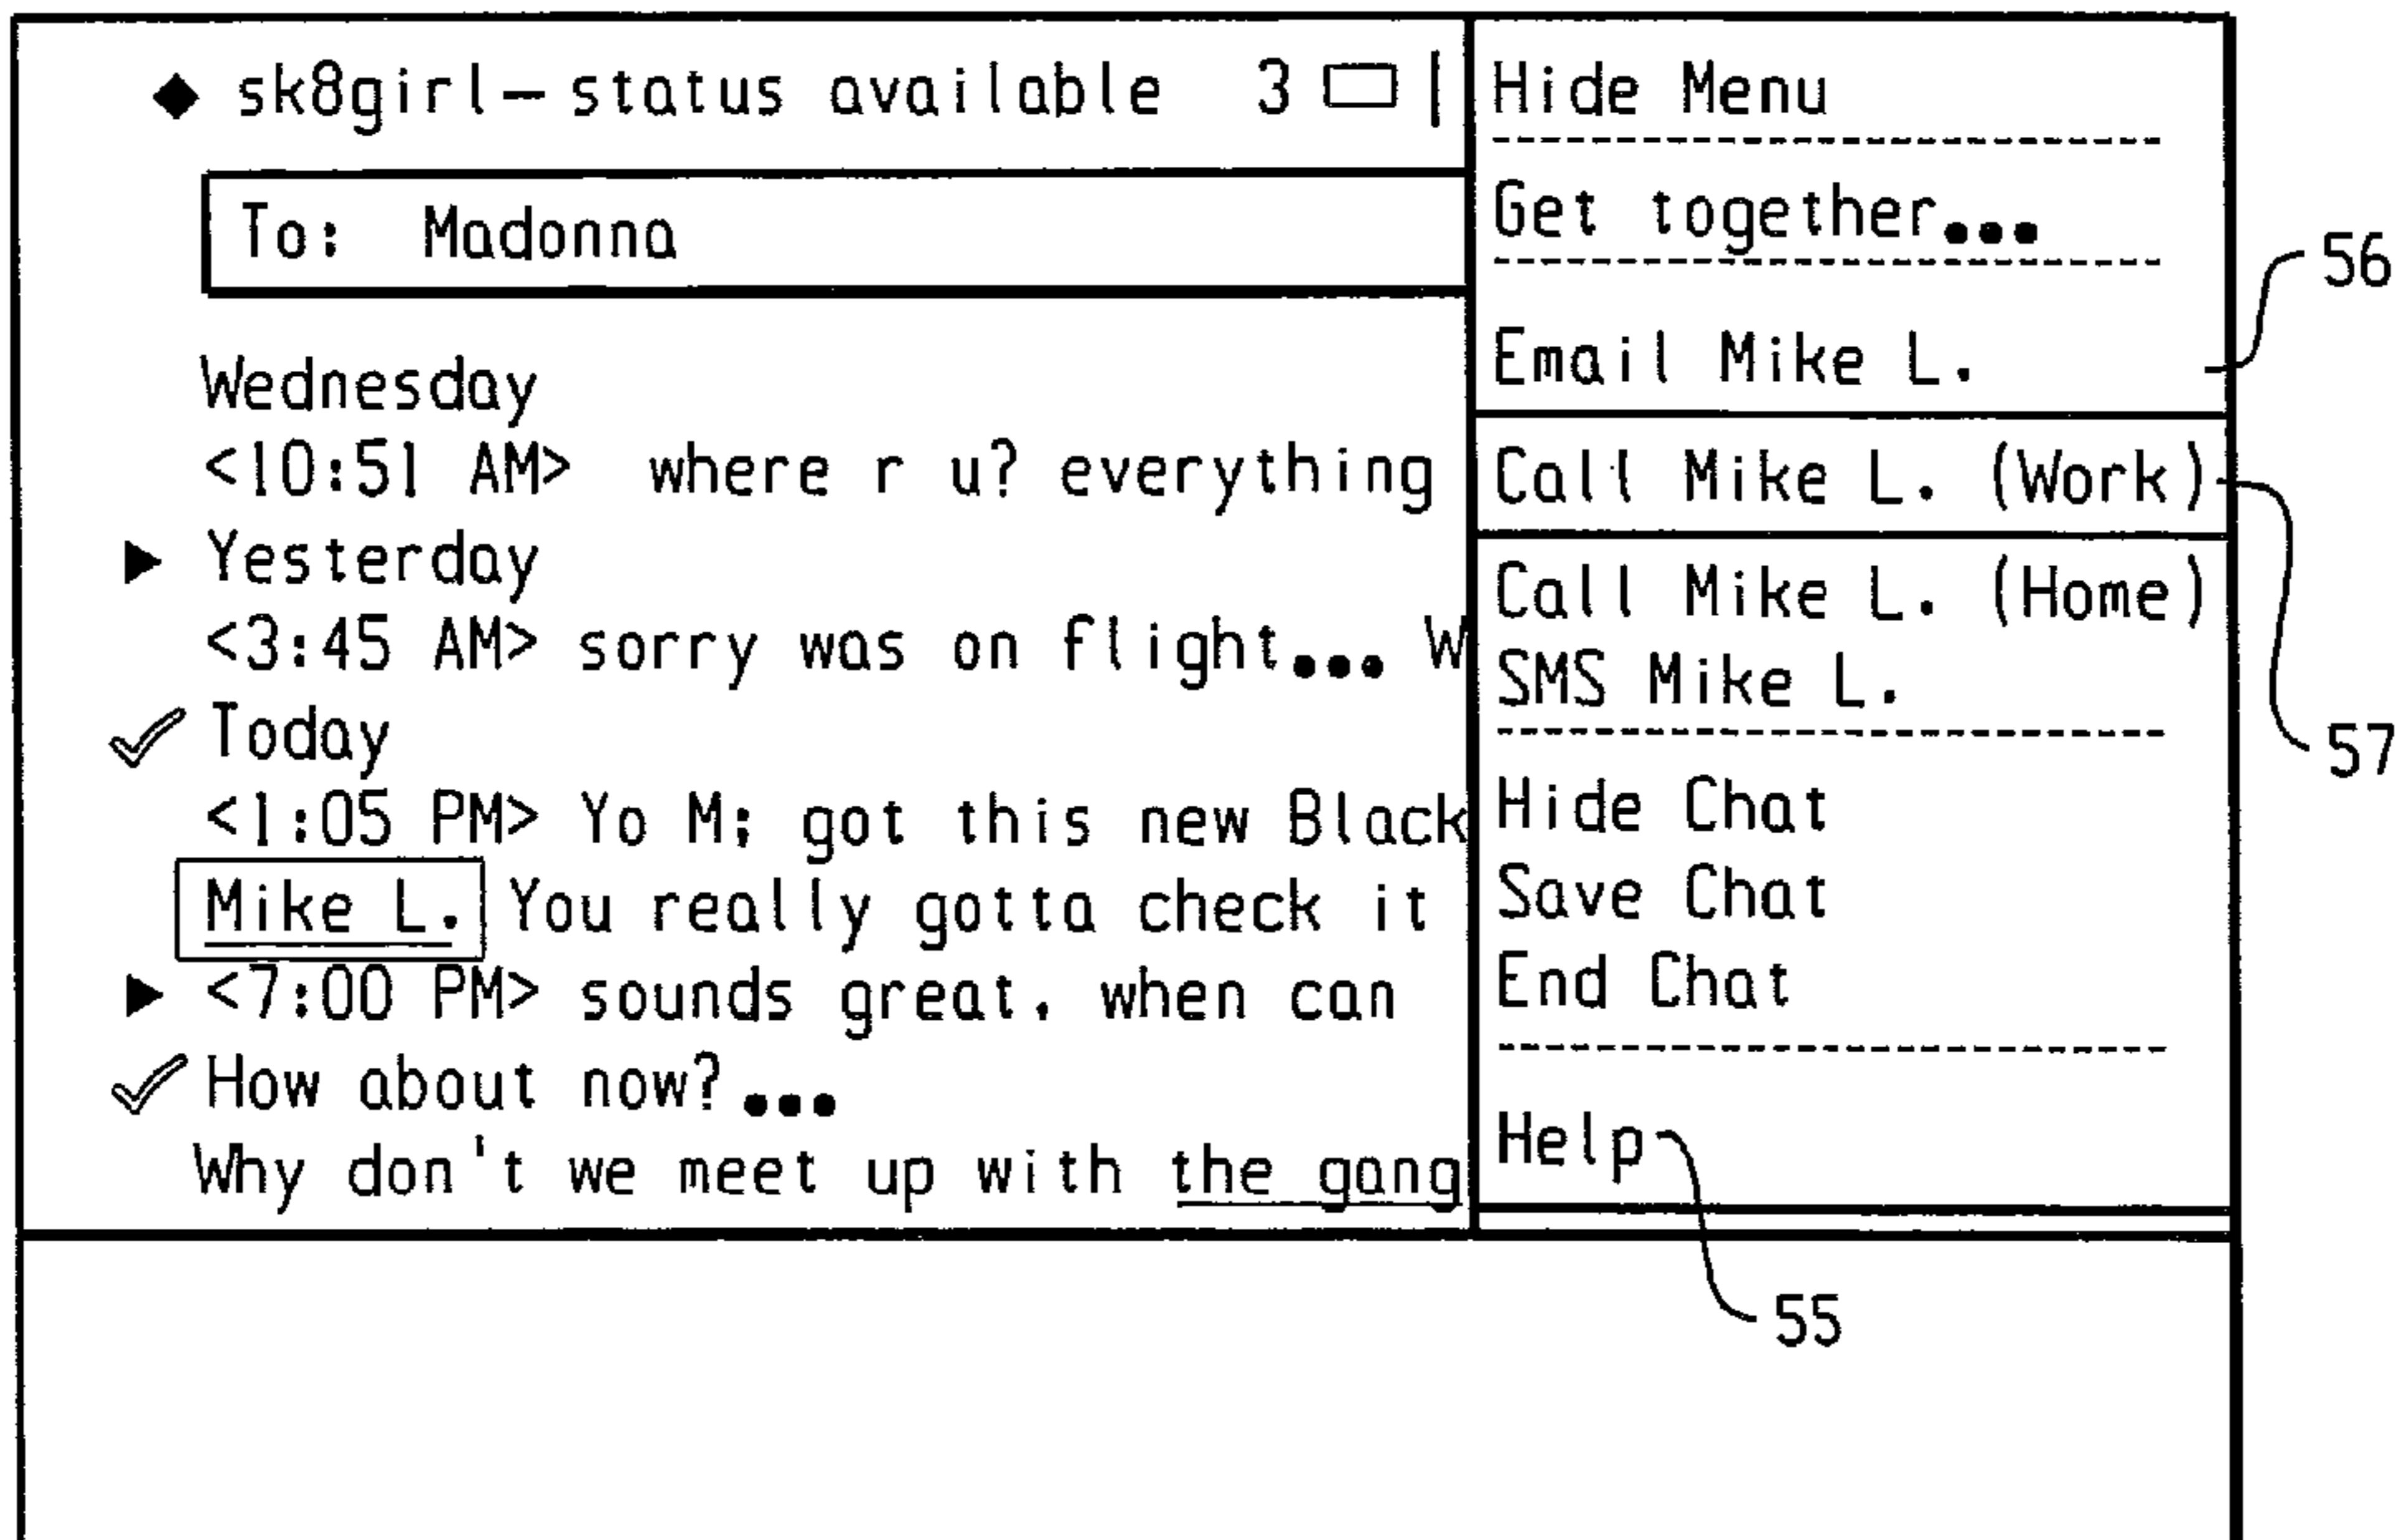 sk8girl—status available 3
To: Madonna
Wednesday
<10:51 AM> where r u? everything
Yesterday
<3:45 AM> sorry was on flight... W
Today
<1:05 PM> Yo M; got this new Black
Mike L. You really gotta check it
<7:00 PM> sounds great, when can
How about now?...
Why don't we meet up with the gang
Hide Menu
Get together...
Email Mike L.
Call Mike L. (Work)
Call Mike L. (Home)
SMS Mike L.
Hide Chat
Save Chat
End Chat
Help
56
57
55